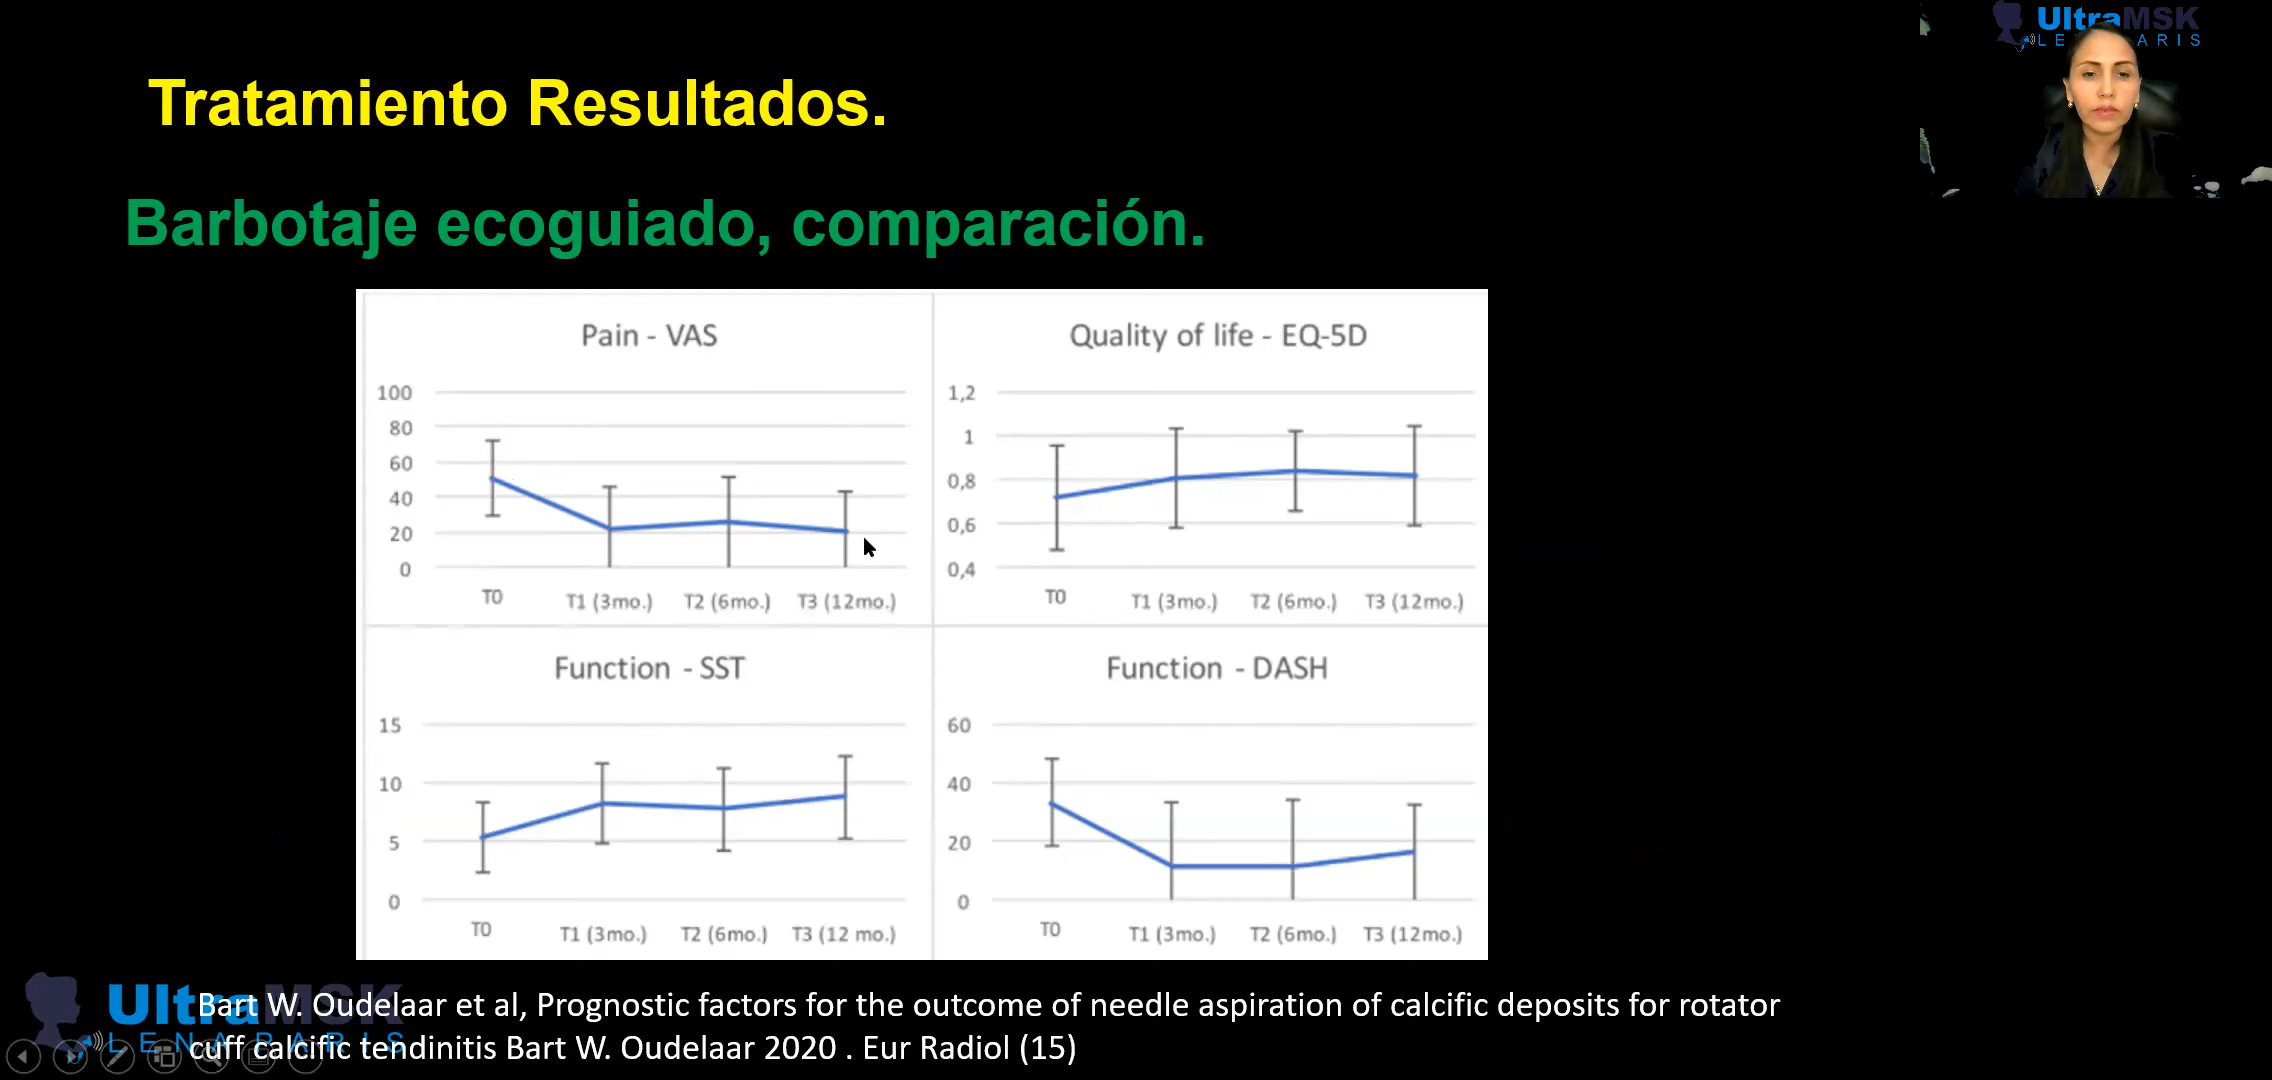 UltraMSK
Tratamiento Resultados.
Barbotaje ecoguiado, comparación.
Pain - VAS
100
80
60
40
20
0
T0 T1 (3mo.) T2 (6mo.) T3 (12mo.)
Quality of life - EQ-5D
1,2
1
0,8
0,6
0,4
T0 T1 (3mo.) T2 (6mo.) T3 (12mo.)
Function - SST
15
10
5
0
T0 T1 (3mo.) T2 (6mo.) T3 (12 mo.)
Function - DASH
60
40
20
0
T0 T1 (3mo.) T2 (6mo.) T3 (12mo.)
UltraMSK
LENA PARIS
Bart W. Oudelaar et al, Prognostic factors for the outcome of needle aspiration of calcific deposits for rotator
cuff calcific tendinitis Bart W. Oudelaar 2020 . Eur Radiol (15)